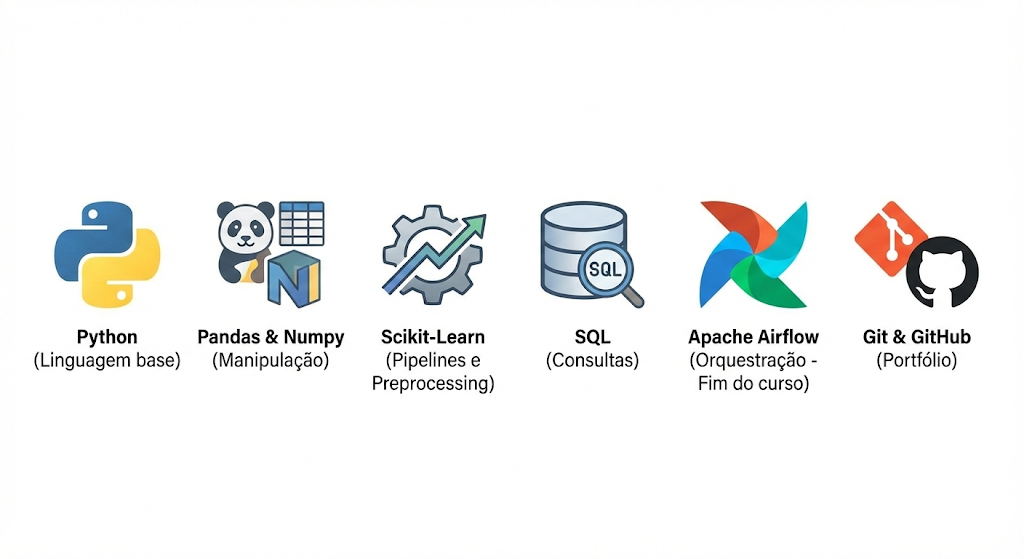 Python
(Linguagem base)
Pandas & Numpy
(Manipulação)
Scikit-Learn
(Pipelines e
Preprocessing)
SQL
SQL
(Consultas)
Apache Airflow
(Orquestração -
Fim do curso)
Git & GitHub
(Portfólio)